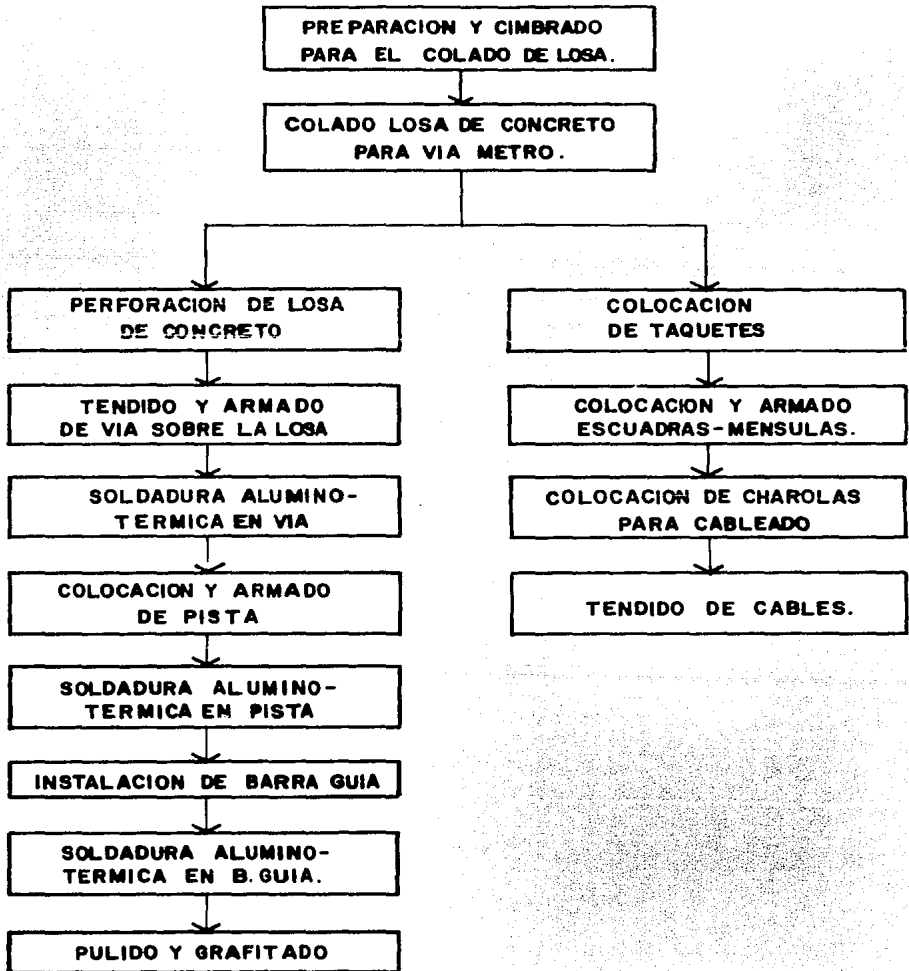 PREPARACION Y CIMBRADO
PARA EL COLADO DE LOSA.
COLADO LOSA DE CONCRETO
PARA VIA METRO.
PERFORACION DE LOSA
DE CONCRETO
TENDIDO Y ARMADO
DE VIA SOBRE LA LOSA
SOLDADURA ALUMINO-
TERMICA EN VIA
COLOCACION Y ARMADO
DE PISTA
SOLDADURA ALUMINO-
TERMICA EN PISTA
INSTALACION DE BARRA GUIA
SOLDADURA ALUMINO-
TERMICA EN B. GUIA.
PULIDO Y GRAFITADO
COLOCACION
DE TAQUETES
COLOCACION Y ARMADO
ESCUADRAS-MENSULAS.
COLOCACION DE CHAROLAS
PARA CABLEADO
TENDIDO DE CABLES.